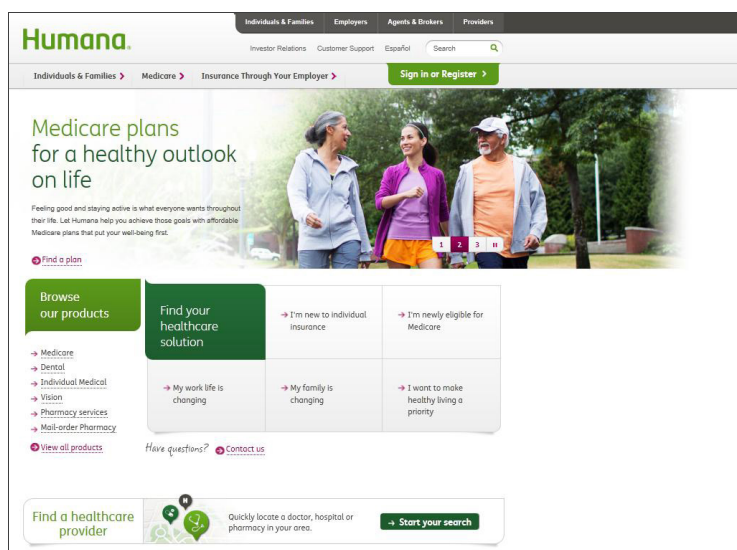 Individuals & Families Employers Agents & Brokers Providers
Humana.
Investor Relations Customer Support Español Search
Individuals & Families Medicare Insurance Through Your Employer Sign in or Register
Medicare plans
for a healthy outlook
on life
Feeling good and staying active is what everyone wants throughout
their life. Let Humana help you achieve those goals with affordable
Medicare plans that put your well-being first.
1 2 3
Find a plan
Browse
our products
Medicare
Dental
Individual Medical
Vision
Pharmacy services
Mail-order Pharmacy
View all products
Find your
healthcare
solution
I'm new to individual
insurance
I'm newly eligible for
Medicare
My work life is
changing
My family is
changing
I want to make
healthy living a
priority
Have questions? Contact us
Find a healthcare
provider
H
Quickly locate a doctor, hospital or
pharmacy in your area.
Start your search